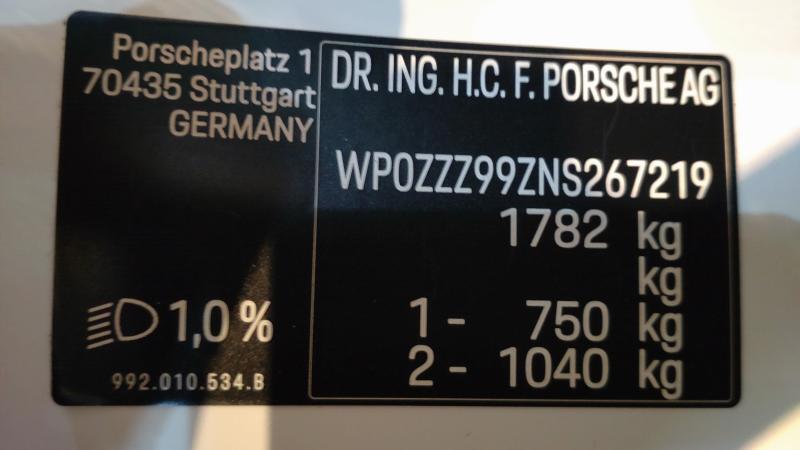 Porscheplatz 1
70435 Stuttgart
GERMANY
DR. ING. H.C. F. PORSCHE AG
WP0ZZZ99ZNS267219
1782 kg
kg
1 - 750 kg
2 - 1040 kg
1,0 %
992.010.534.B